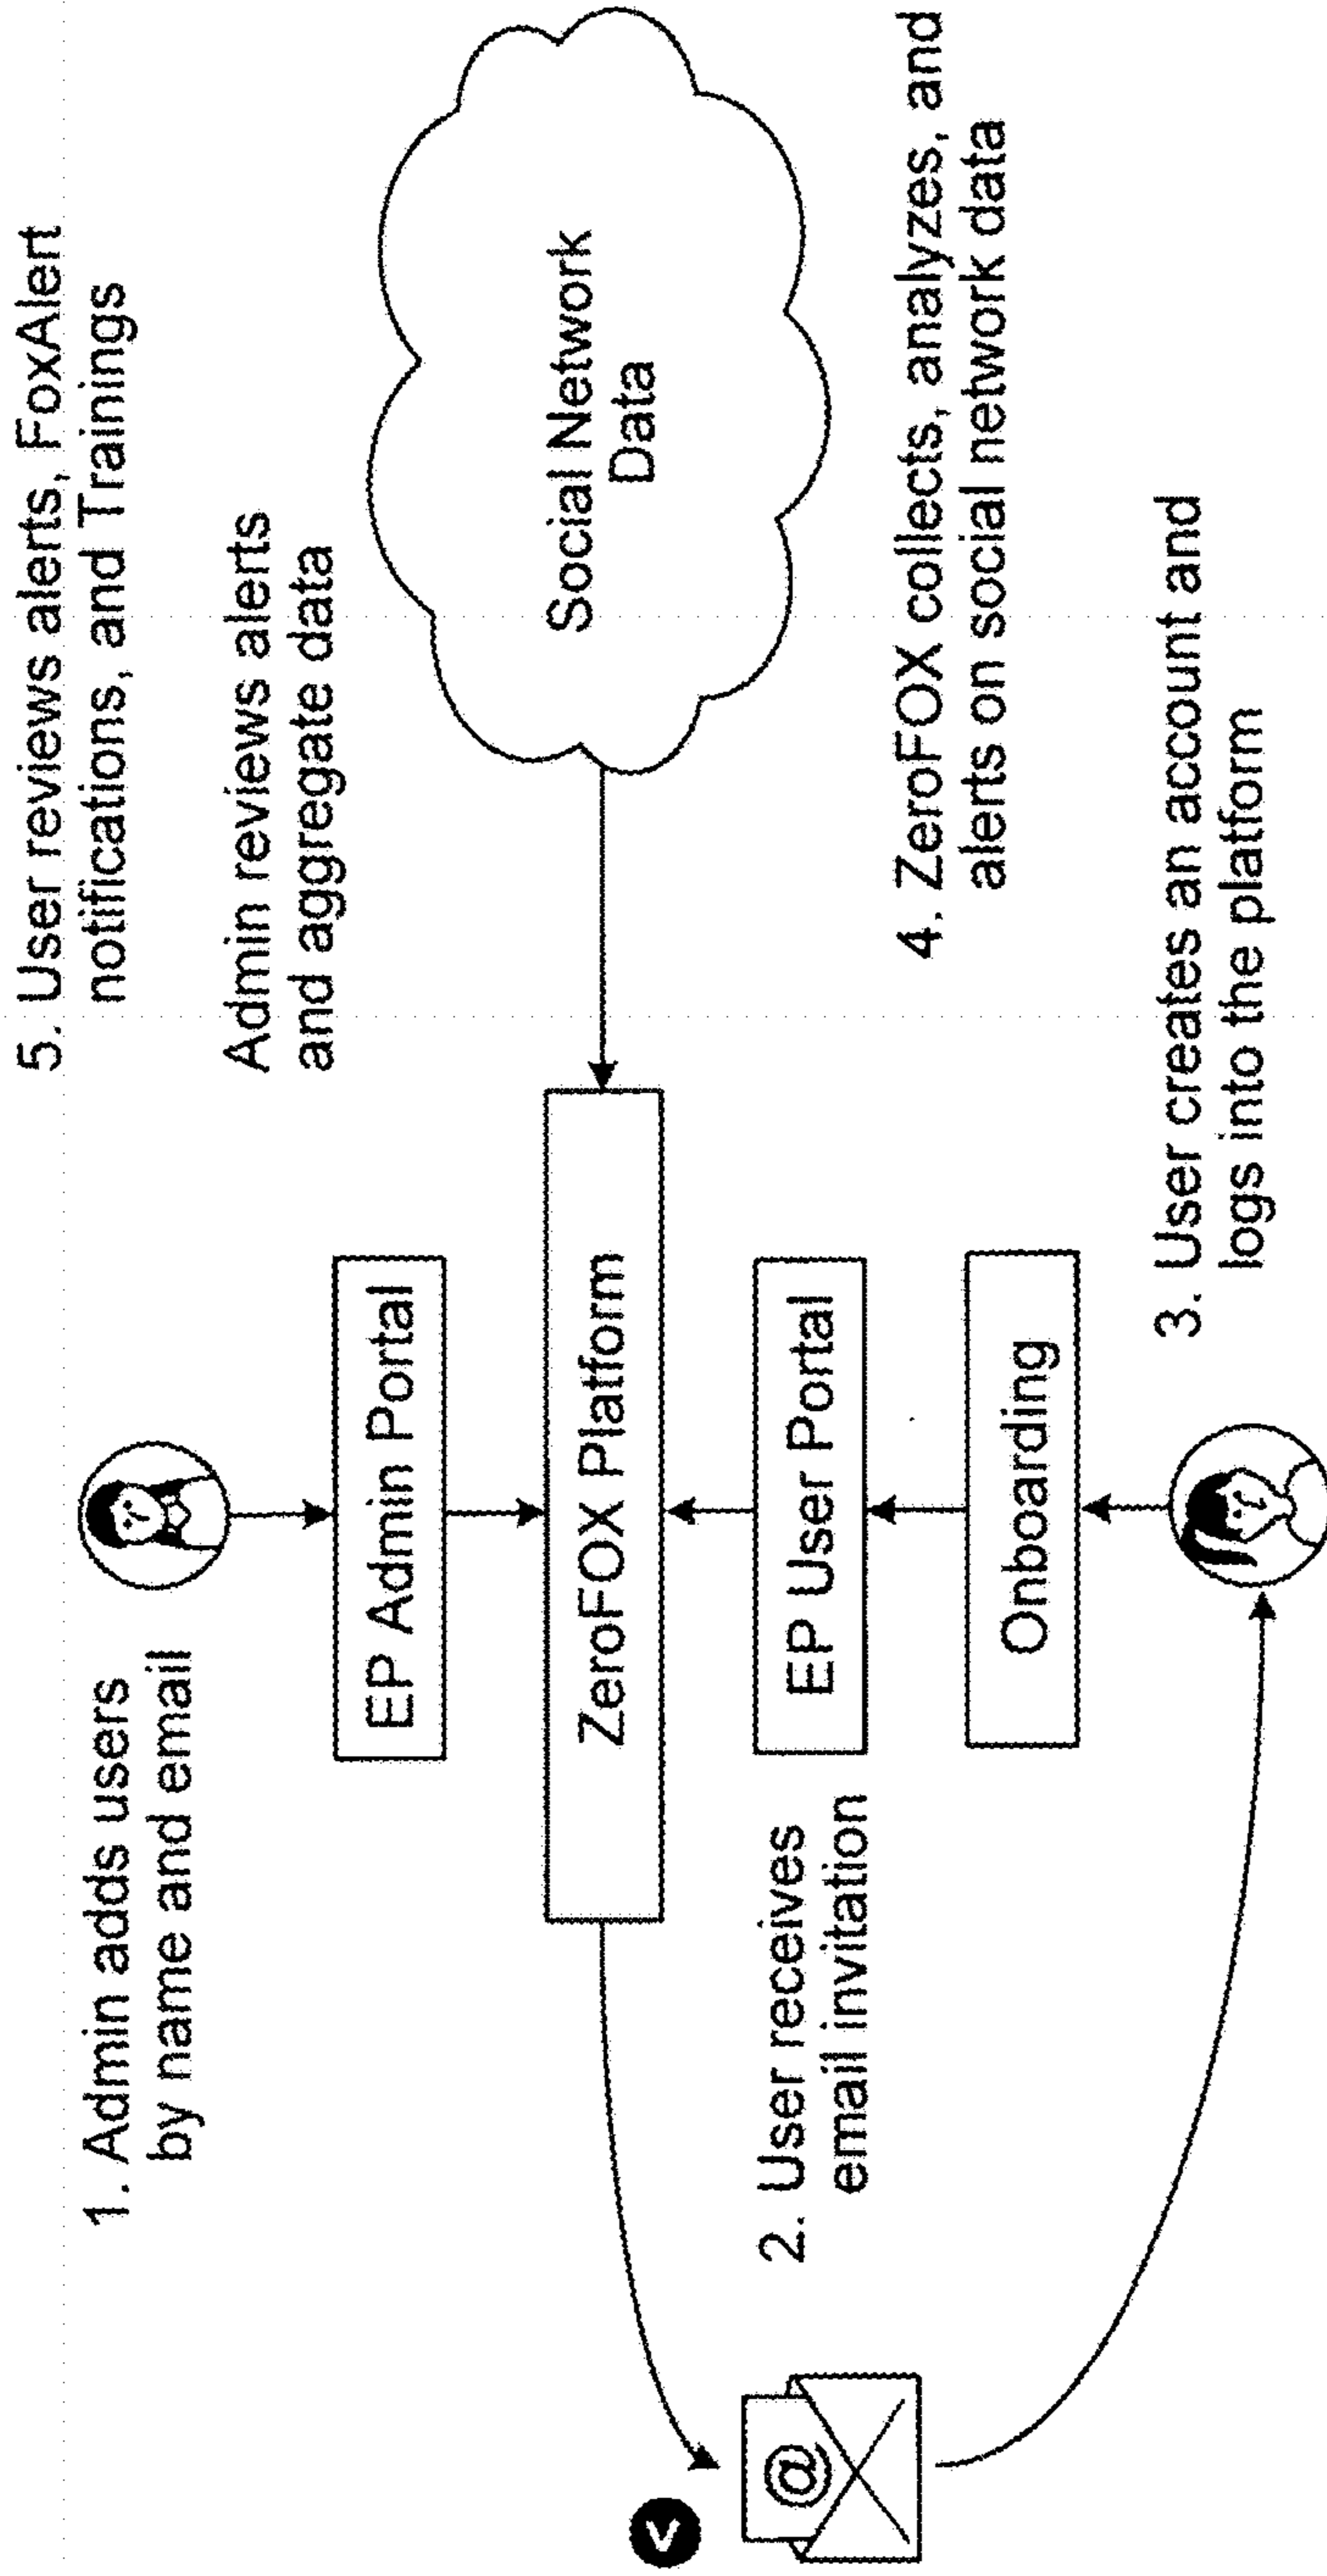 1. Admin adds users
by name and email
5. User reviews alerts, FoxAlert
notifications, and Trainings
Admin reviews alerts
and aggregate data
EP Admin Portal
ZeroFOX Platform
Social Network
Data
V
@
2. User receives
email invitation
EP User Portal
4. ZeroFOX collects, analyzes, and
alerts on social network data
Onboarding
3. User creates an account and
logs into the platform